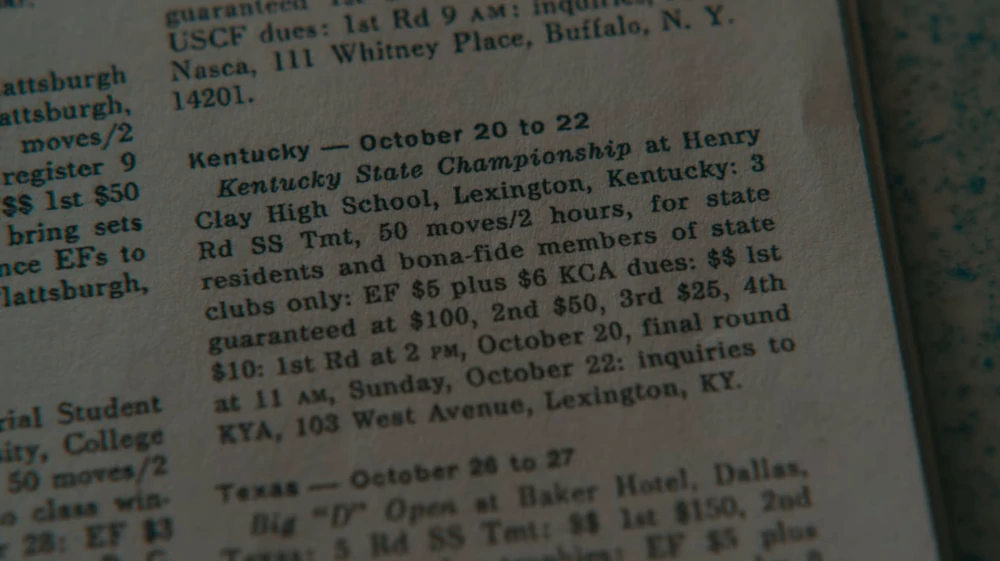 attsburgh
attsburgh,
moves/2
register 9
$$ 1st $50
bring sets
nce EFs to
lattsburgh,
rial Student
sity, College
50 moves/2
class win-
28: EF $3
guaranteed
USCF dues: 1st Rd 9 AM: inquiries,
Nasca, 111 Whitney Place, Buffalo, N. Y.
14201.
Kentucky — October 20 to 22
Kentucky State Championship at Henry
Clay High School, Lexington, Kentucky: 3
Rd SS Tmt, 50 moves/2 hours, for state
residents and bona-fide members of state
clubs only: EF $5 plus $6 KCA dues: $$ 1st
guaranteed at $100, 2nd $50, 3rd $25, 4th
$10: 1st Rd at 2 PM, October 20, final round
at 11 AM, Sunday, October 22: inquiries to
KYA, 103 West Avenue, Lexington, KY.
Texas — October 26 to 27
Big "D" Open at Baker Hotel, Dallas,
Texas: 5 Rd SS Tmt: $$ 1st $150, 2nd
EF $5 plus